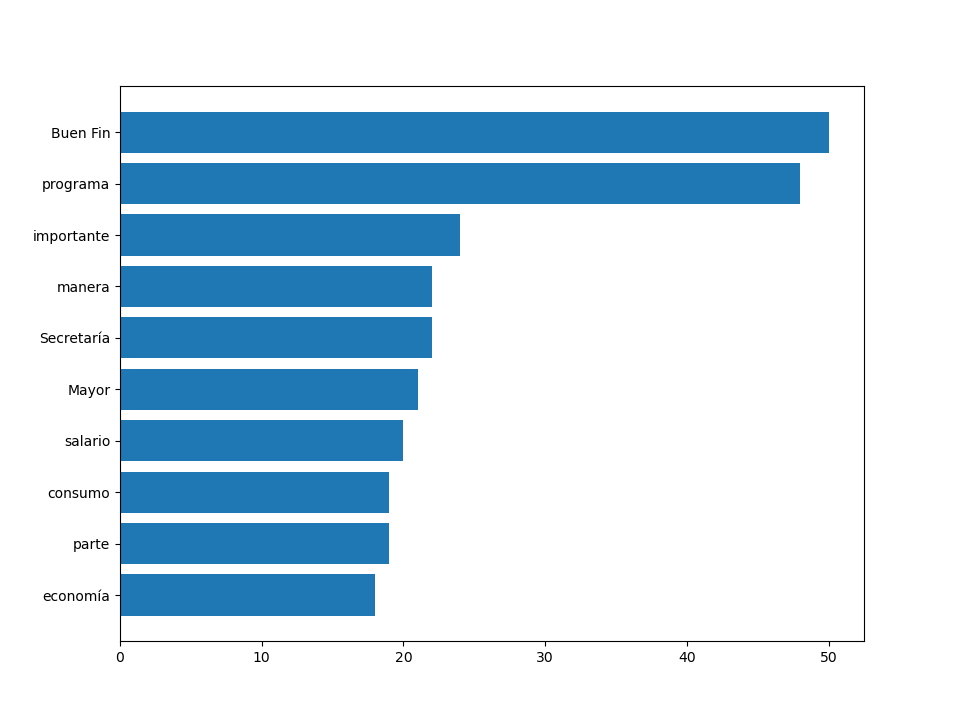 Buen Fin
programa
importante
manera
Secretaría
Mayor
salario
consumo
parte
economía
0 10 20 30 40 50